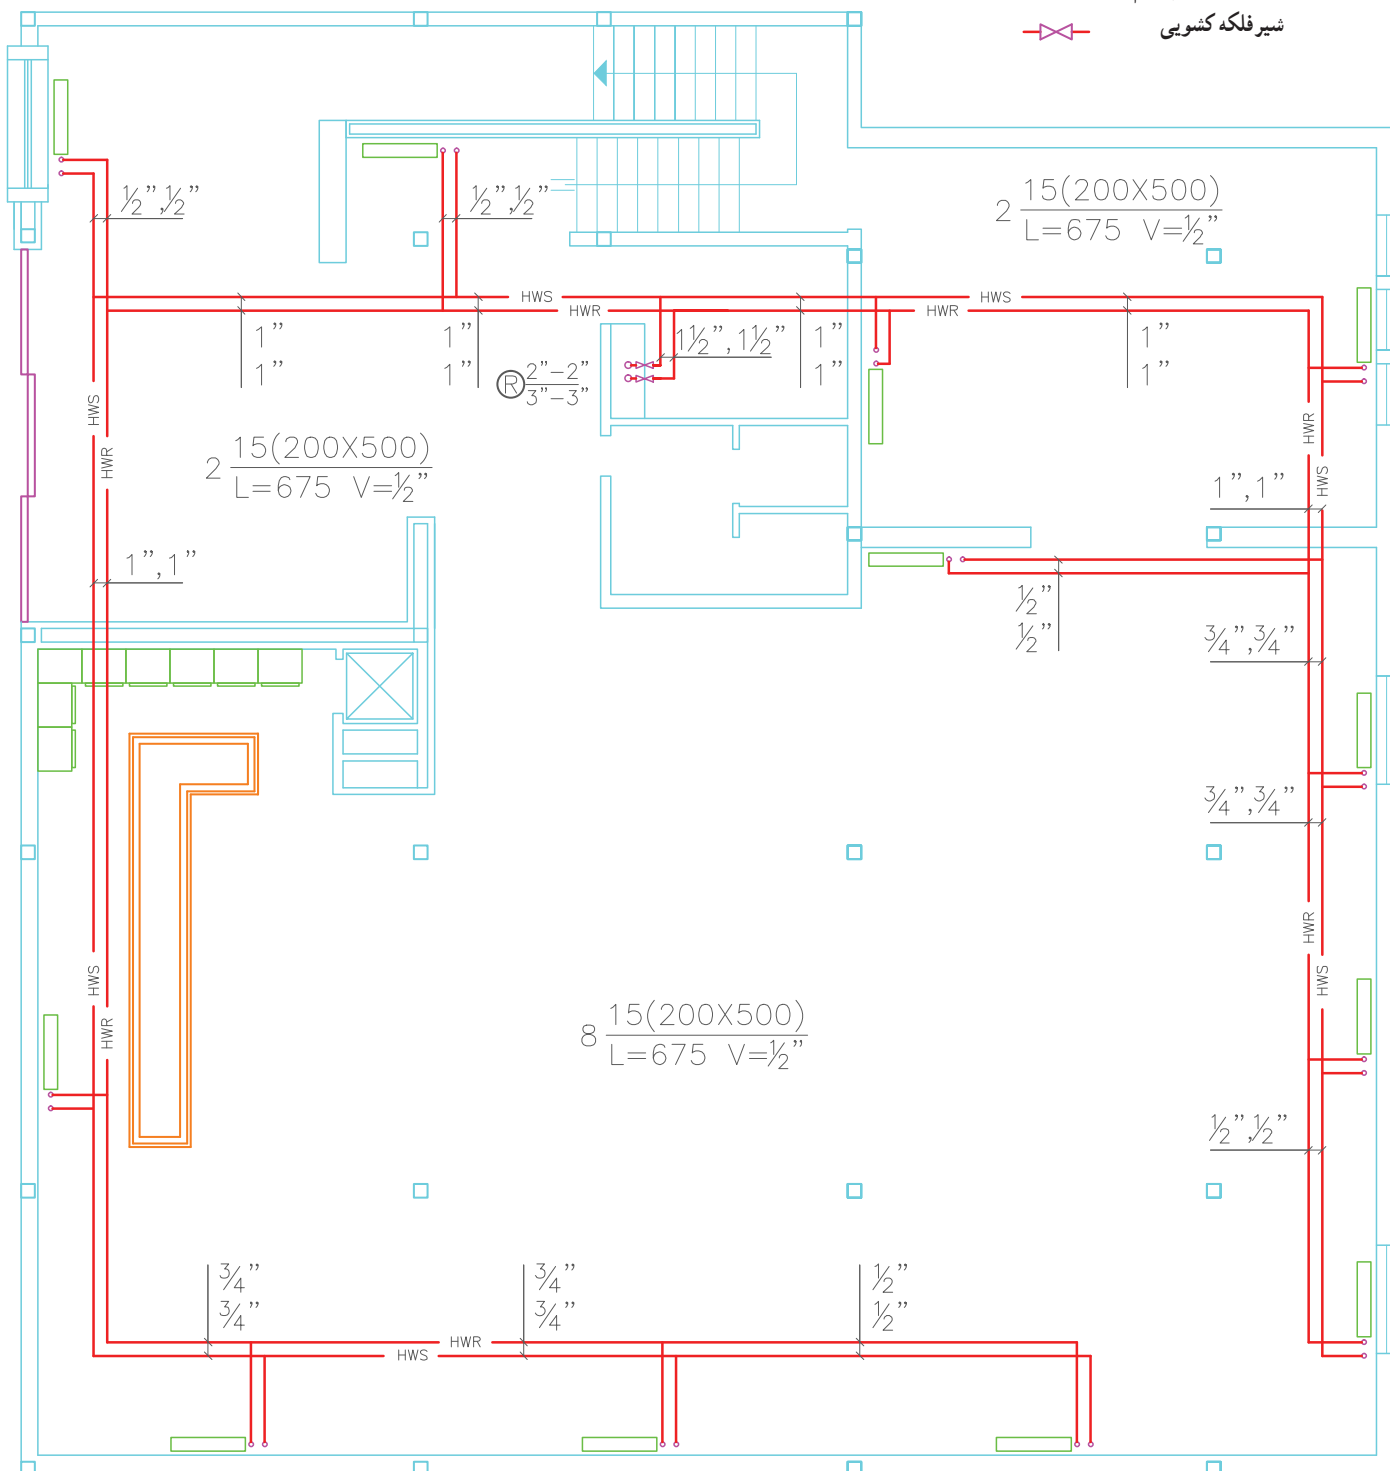 شیرفلکه کشویی
½”,½”
½”,½”
2 15(200X500)
L=675 V=½”
HWS
HWS
HWR
HWR
1”
1”
1”
1”
1½”, 1½”
1”
1”
1”
1”
R 2"−2"
3"−3"
HWS
HWR
HWR
HWS
2 15(200X500)
L=675 V=½”
1”,1”
1”, 1”
½”
½”
¾”,¾”
¾”,¾”
HWS
HWR
HWR
HWS
8 15(200X500)
L=675 V=½”
½”,½”
¾”
¾”
¾”
¾”
½”
½”
HWR
HWS